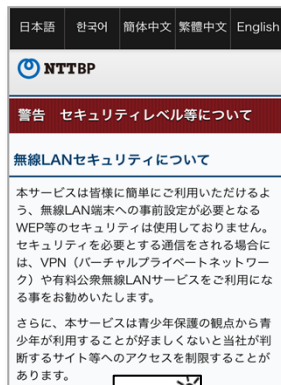 日本語 한국어 簡体中文 繁體中文 English
NTTBP
警告 セキュリティレベル等について
無線LANセキュリティについて
本サービスは皆様に簡単にご利用いただけるよ
う、無線LAN端末への事前設定が必要となる
WEP等のセキュリティは使用しておりません。
セキュリティを必要とする通信をされる場合に
は、VPN（バーチャルプライベートネットワー
ク）や有料公衆無線LANサービスをご利用にな
る事をお勧めいたします。
さらに、本サービスは青少年保護の観点から青
少年が利用することが好ましくないと当社が判
断するサイト等へのアクセスを制限することが
あります。